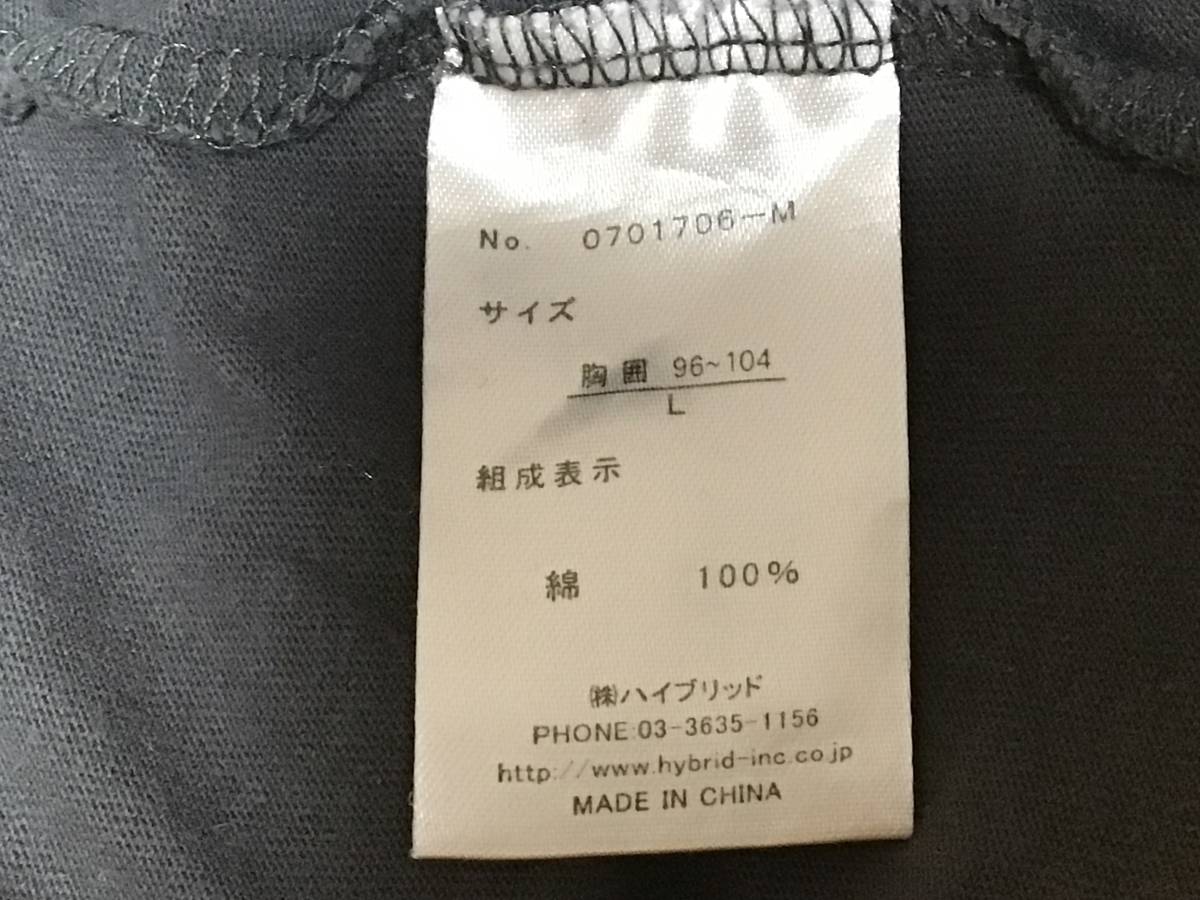 No. 0701706-M
サイズ
胸囲 96~104
L
組成表示
綿 100%
㈱ハイブリッド
PHONE:03-3635-1156
http://www.hybrid-inc.co.jp
MADE IN CHINA